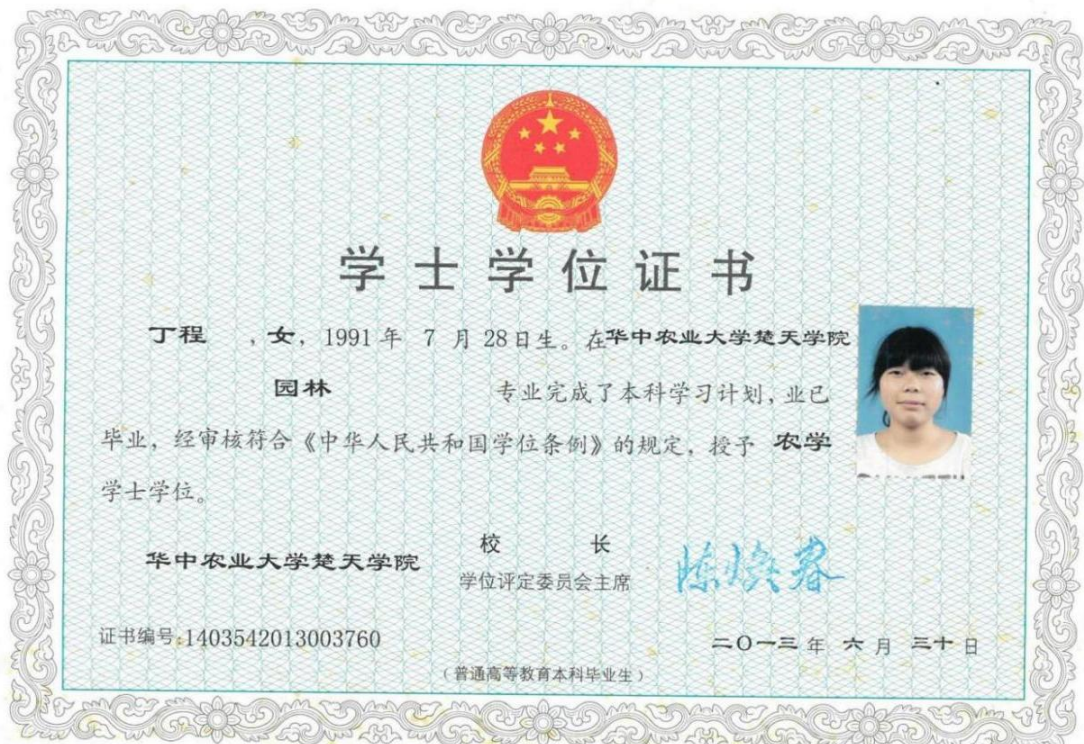 学士学位证书
丁程 ，女，1991 年 7 月 28 日生。在华中农业大学楚天学院
园林 专业完成了本科学习计划，业已
毕业，经审核符合《中华人民共和国学位条例》的规定，授予 农学
学士学位。
华中农业大学楚天学院
校 长
学位评定委员会主席
陈焕春
证书编号:1403542013003760
二〇一三 年 六 月 三十 日
（普通高等教育本科毕业生）